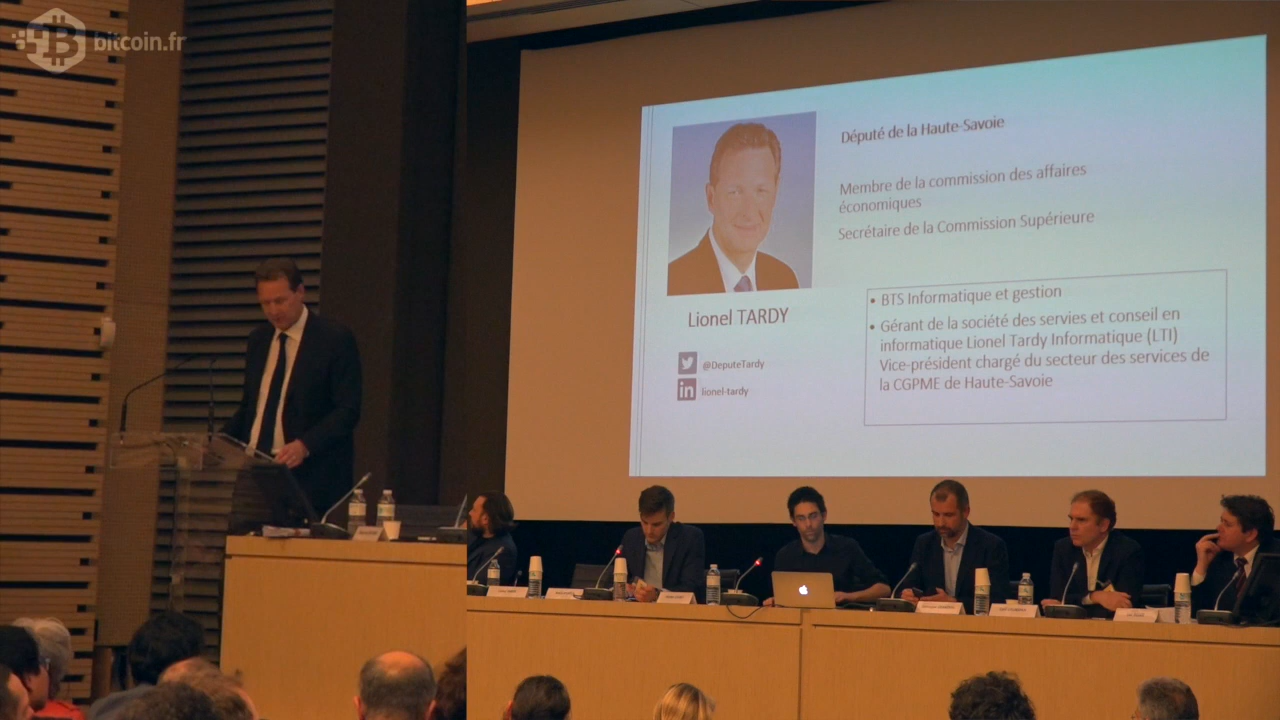 bitcoin.fr
Député de la Haute-Savoie
Membre de la commission des affaires
économiques
Secrétaire de la Commission Supérieure
Lionel TARDY
@DeputeTardy
in lionel-tardy
• BTS Informatique et gestion
• Gérant de la société des servies et conseil en
informatique Lionel Tardy Informatique (LTI)
Vice-président chargé du secteur des services de
la CGPME de Haute-Savoie